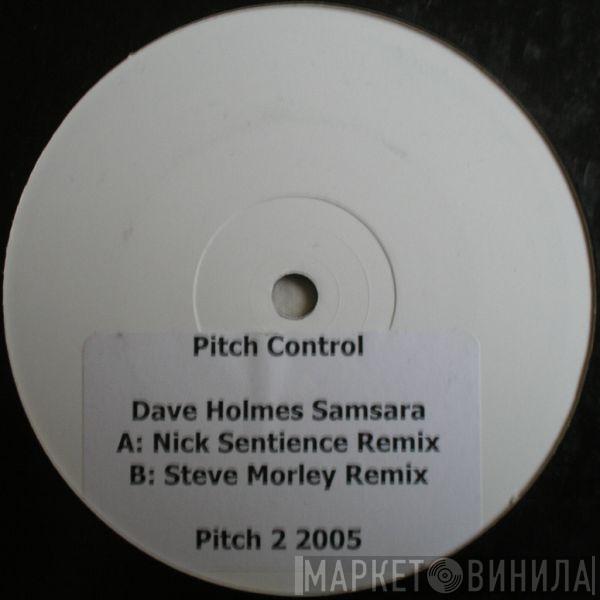 Pitch Control
Dave Holmes Samsara
A: Nick Sentience Remix
B: Steve Morley Remix
Pitch 2 2005
МАРКЕТ ВИНИЛА